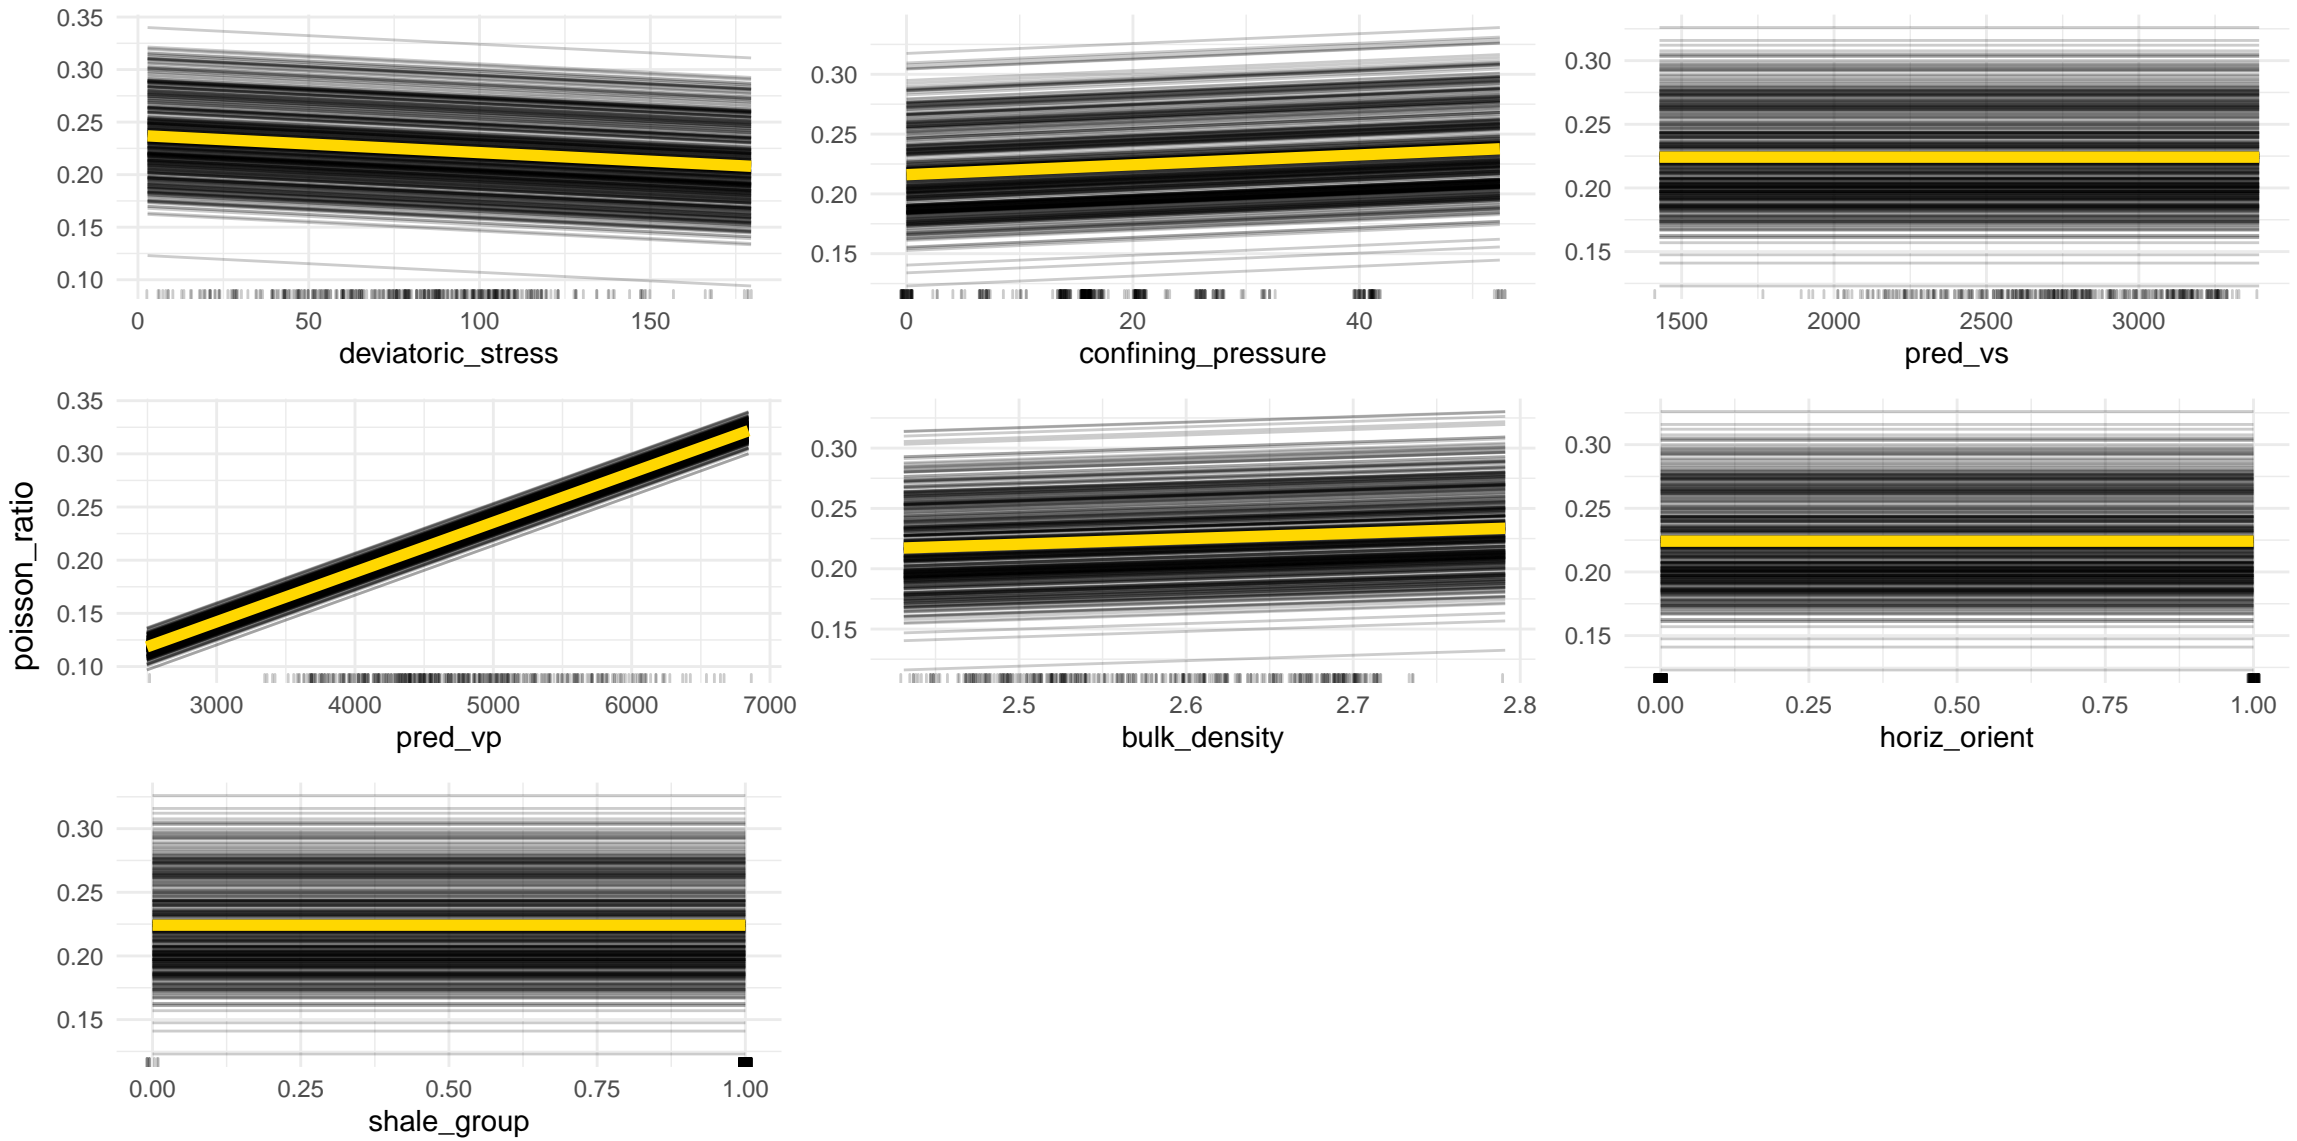 0.35
0.30
0.25
0.20
0.15
0.10
0 50 100 150
deviatoric_stress
0.30
0.25
0.20
0.15
0 20 40
confining_pressure
0.30
0.25
0.20
0.15
1500 2000 2500 3000
pred_vs
poisson_ratio
0.35
0.30
0.25
0.20
0.15
0.10
3000 4000 5000 6000 7000
pred_vp
0.30
0.25
0.20
0.15
2.5 2.6 2.7 2.8
bulk_density
0.30
0.25
0.20
0.15
0.00 0.25 0.50 0.75 1.00
horiz_orient
0.30
0.25
0.20
0.15
0.00 0.25 0.50 0.75 1.00
shale_group